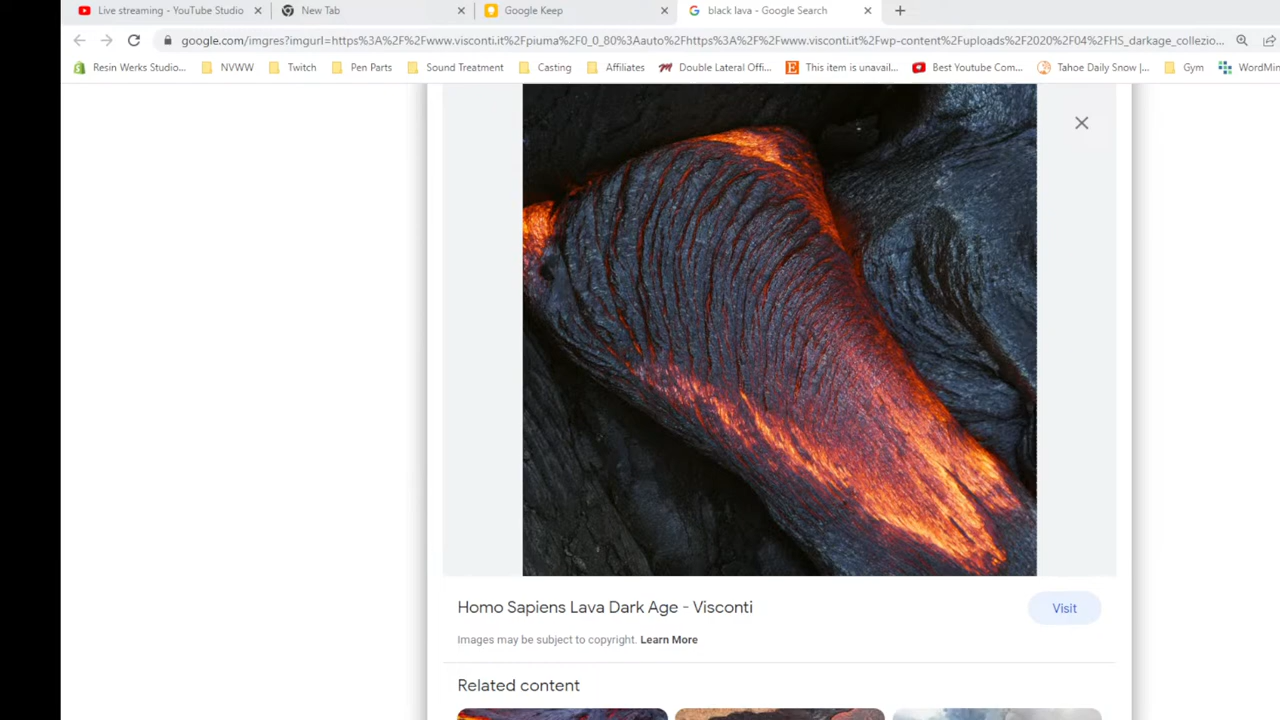 Live streaming - YouTube Studio × New Tab × Google Keep × black lava - Google Search × +
google.com/imgres?imgurl=https%3A%2F%2Fwww.visconti.it%2Fpiuma%2F0_0_80%3Aauto%2Fhttps%3A%2F%2Fwww.visconti.it%2Fwp-content%2Fuploads%2F2020%2F04%2FHS_darkage_collezio...
Resin Werks Studio... NVWW Twitch Pen Parts Sound Treatment Casting Affiliates Double Lateral Offi... This item is unavail... Best Youtube Com... Tahoe Daily Snow |... Gym WordMin
Homo Sapiens Lava Dark Age - Visconti
Visit
Images may be subject to copyright. Learn More
Related content